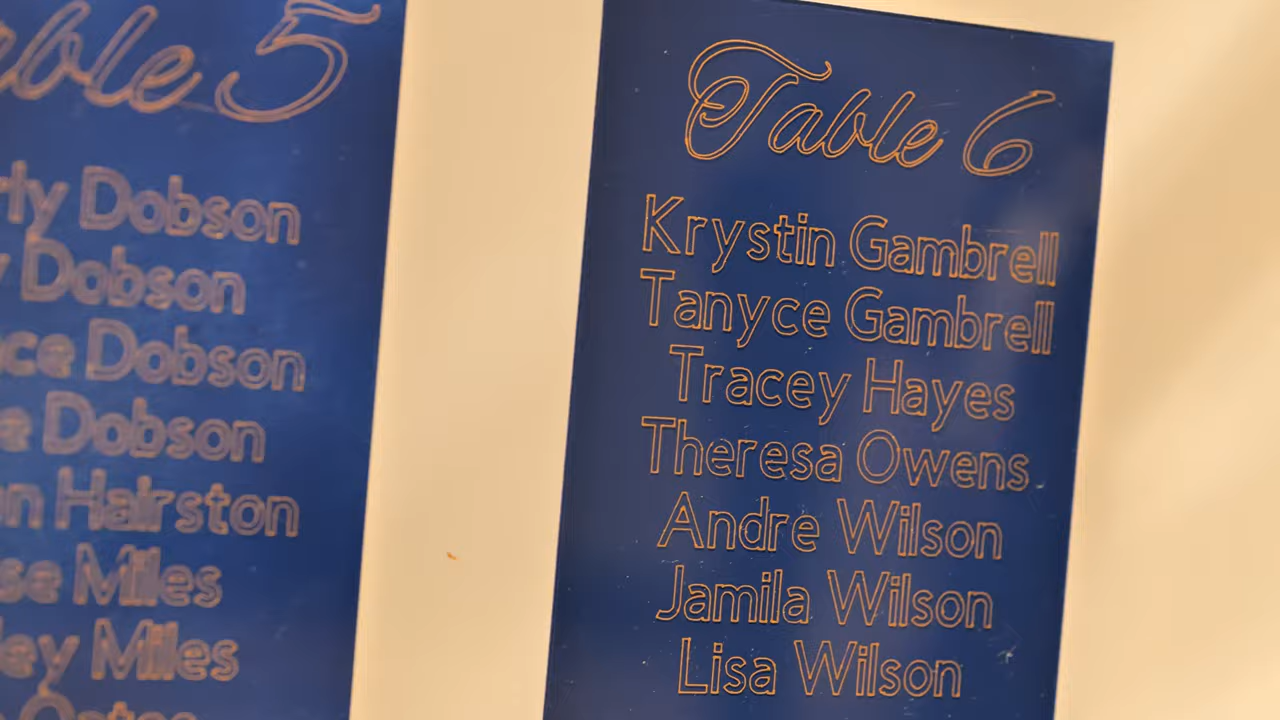 5
Dobson
Dobson
Dobson
Dobson
Hairston
Miles
Miles
Table 6
Krystin Gambrell
Tanyce Gambrell
Tracey Hayes
Theresa Owens
Andre Wilson
Jamila Wilson
Lisa Wilson